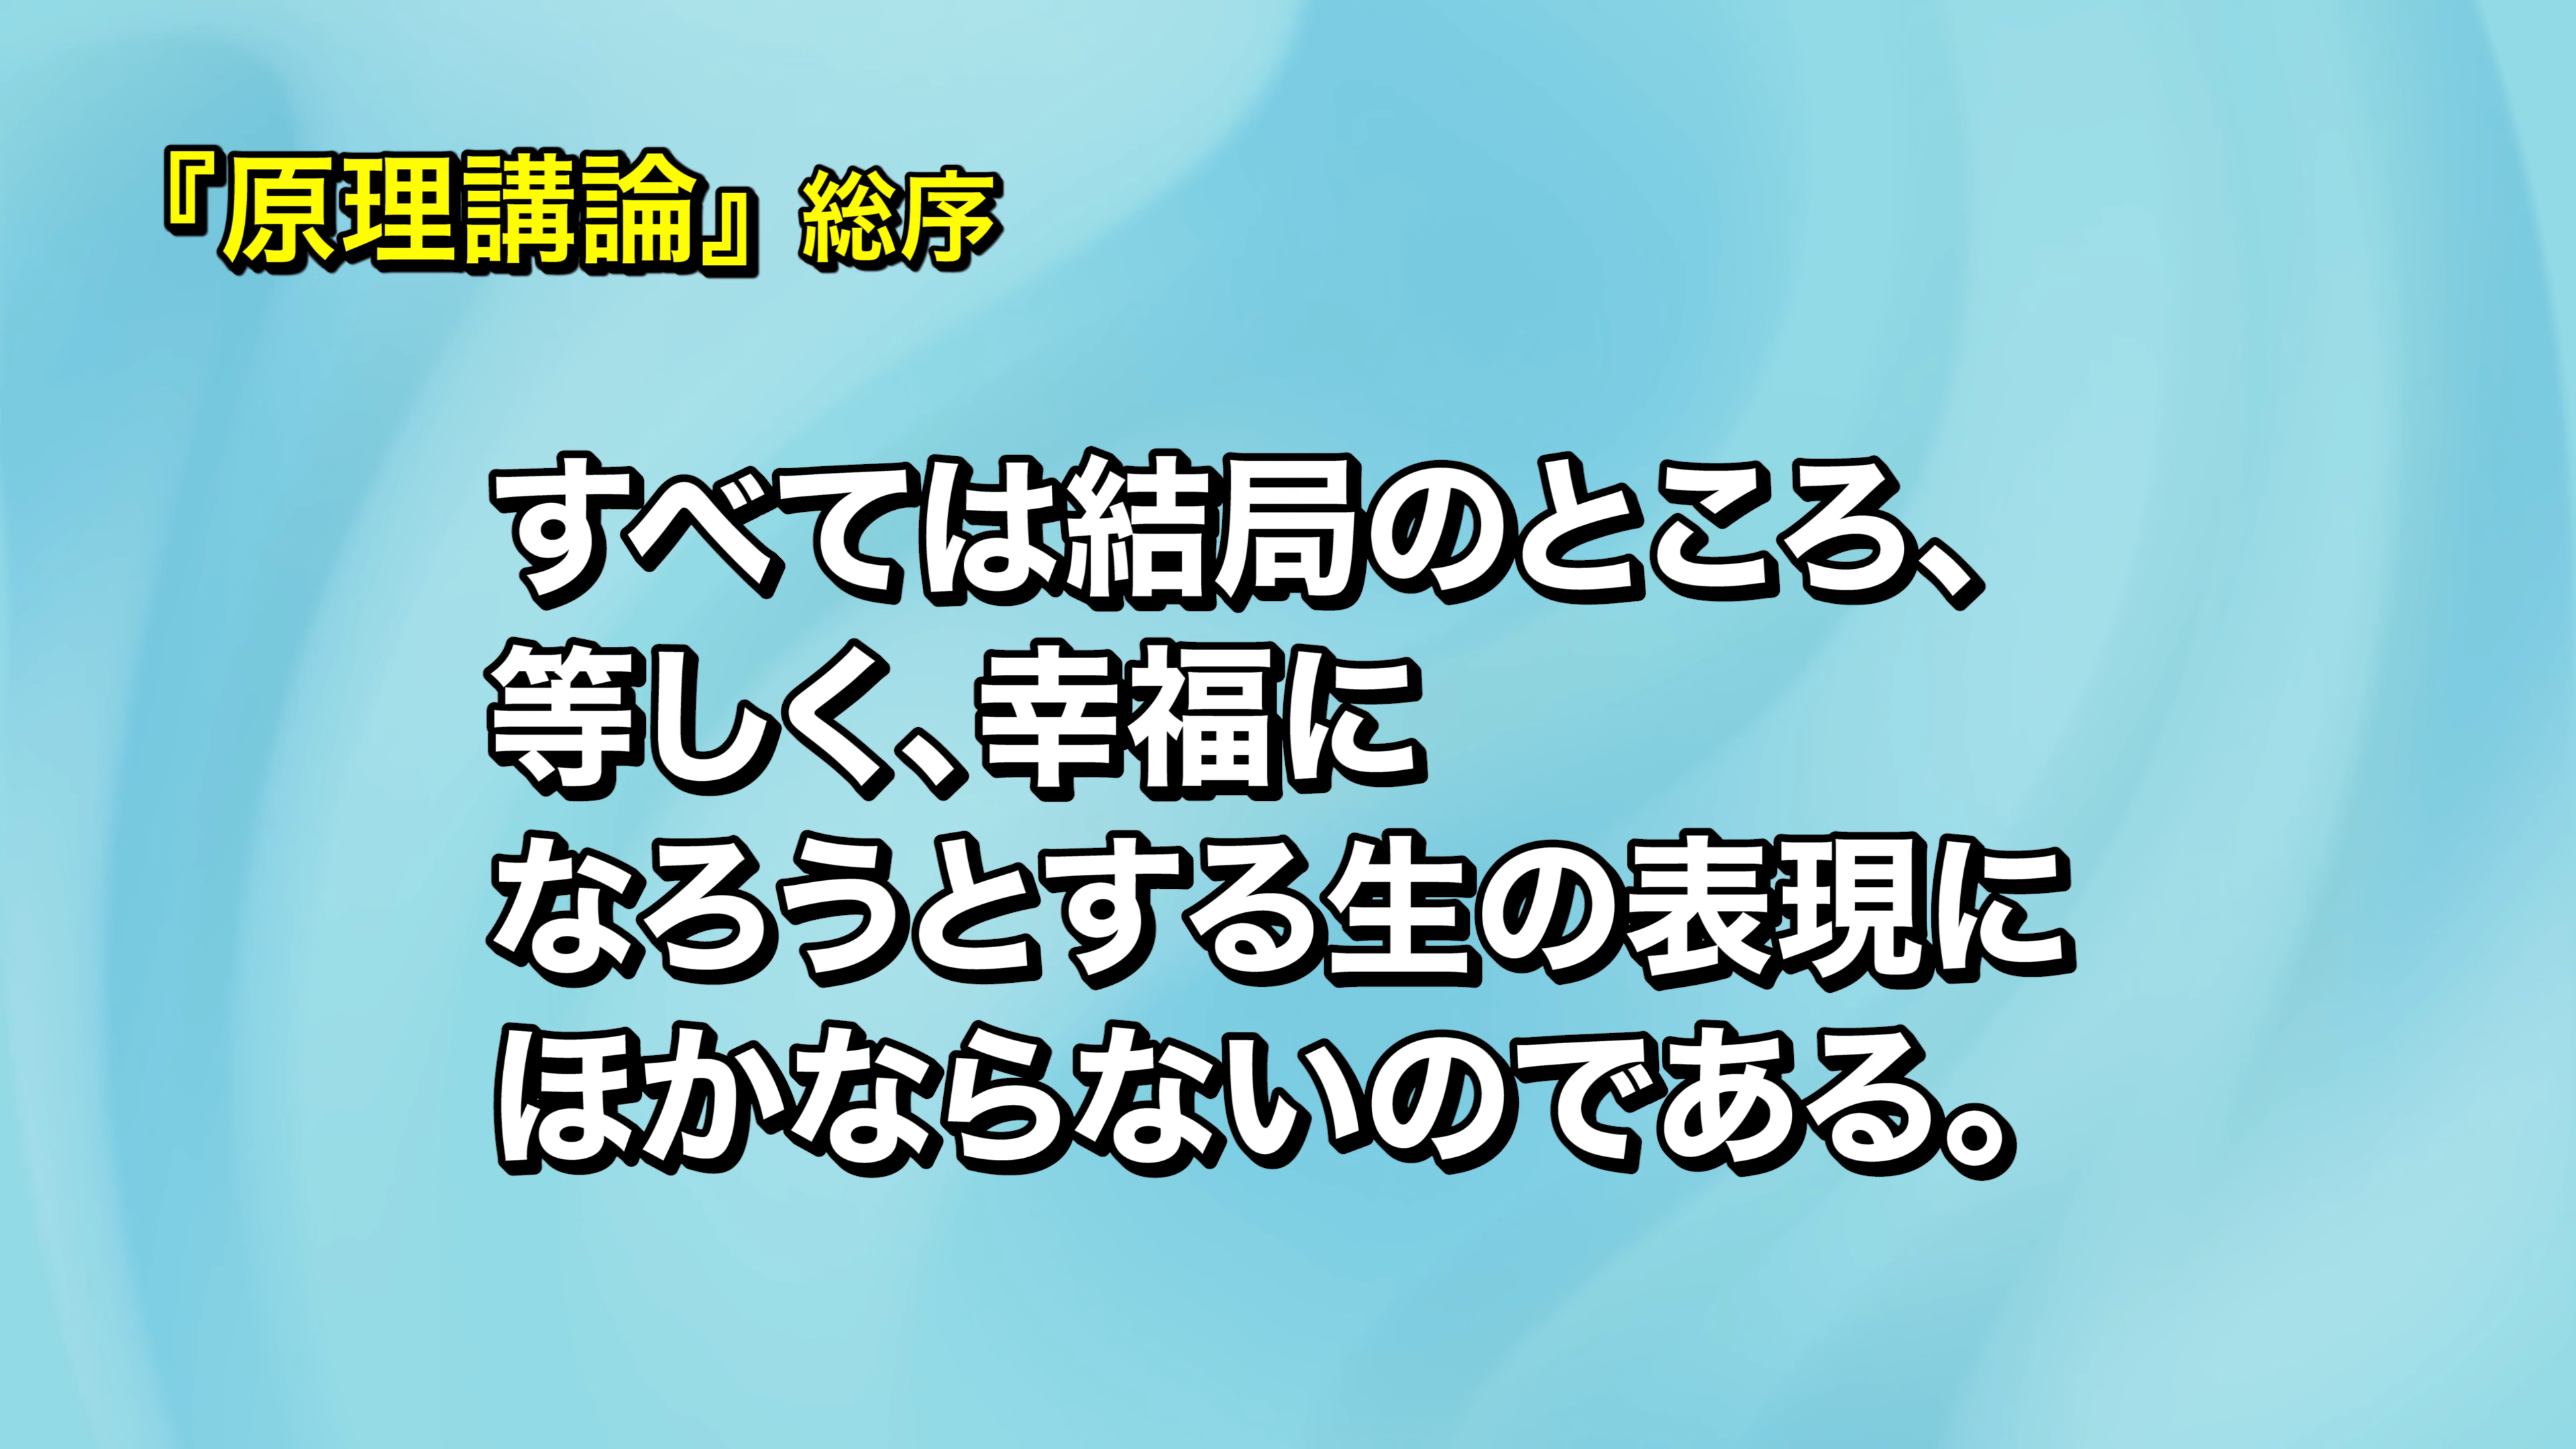 『原理講論』総序
すべては結局のところ、
等しく、幸福に
なろうとする生の表現に
ほかならないのである。